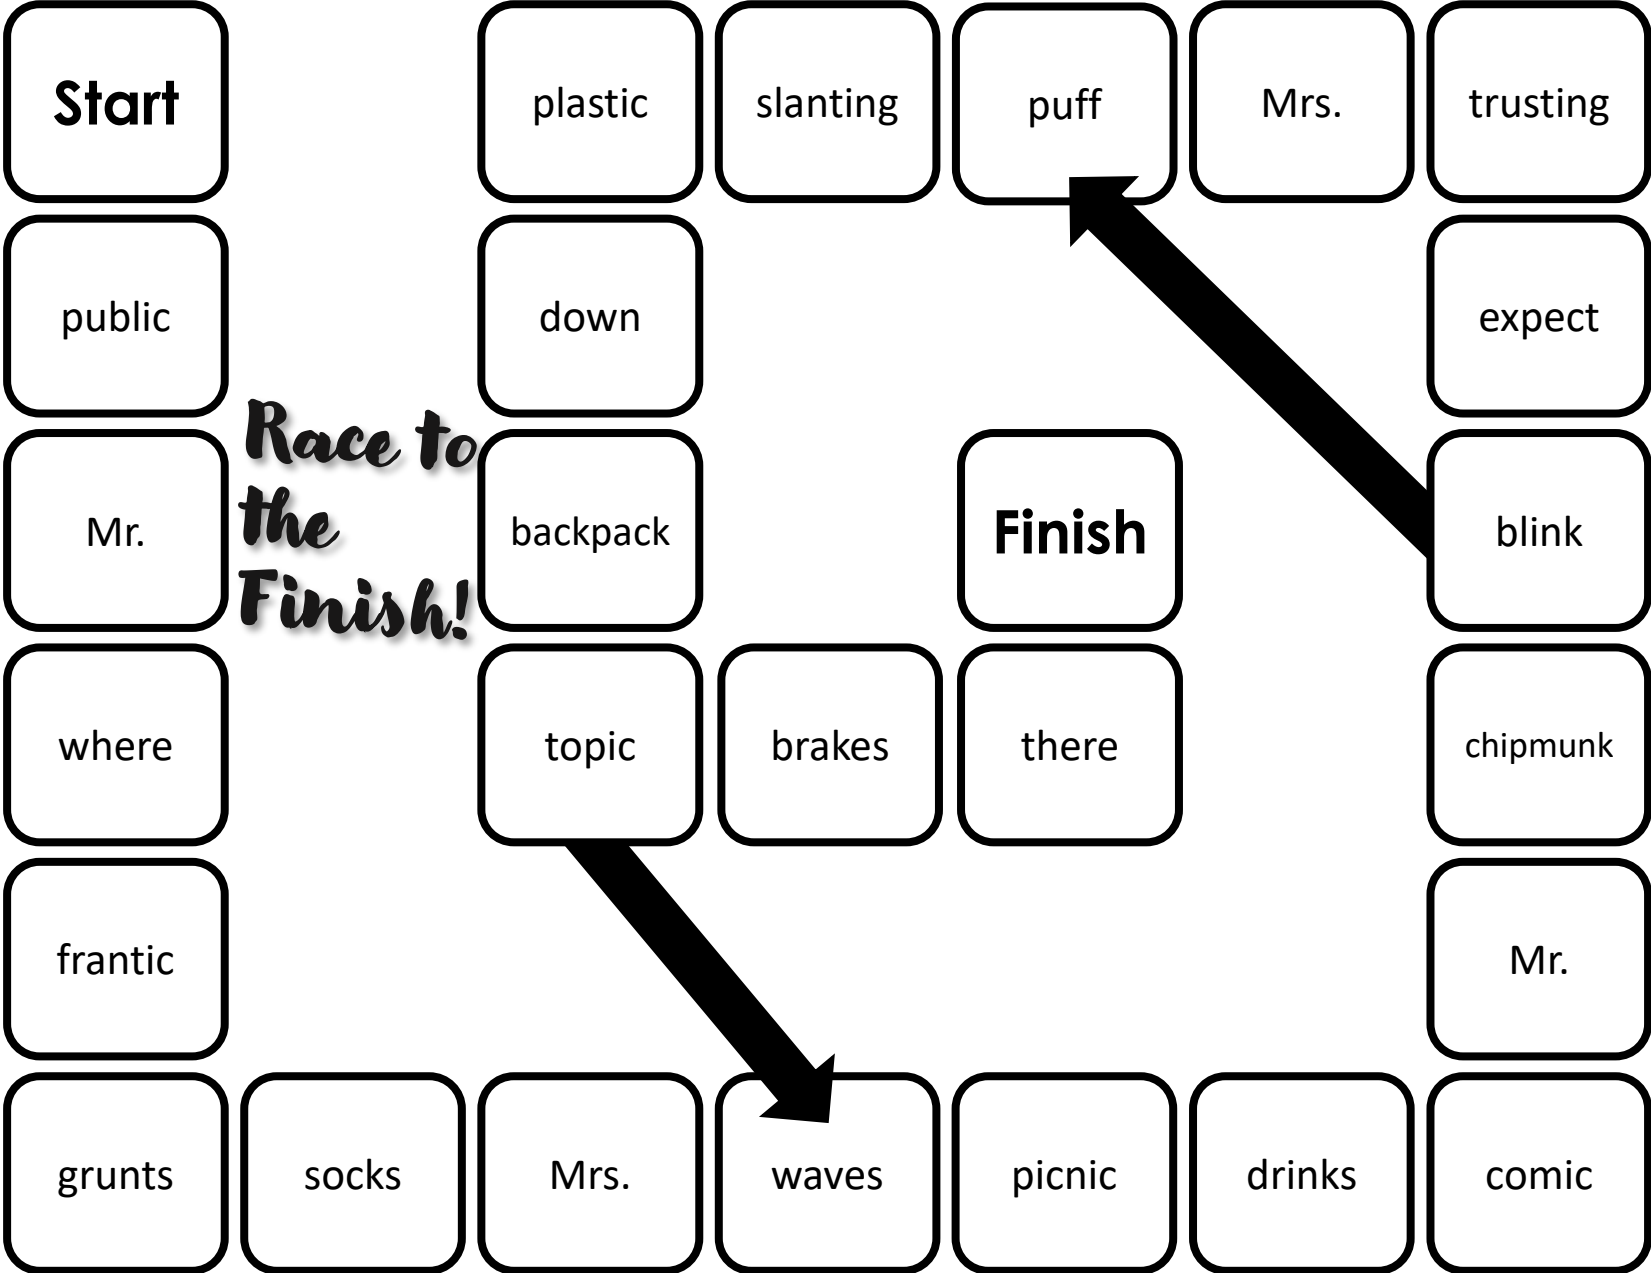 Start
plastic
slanting
puff
Mrs.
trusting
public
down
expect
Race to
the
Finish!
Mr.
backpack
Finish
blink
where
topic
brakes
there
chipmunk
frantic
Mr.
grunts
socks
Mrs.
waves
picnic
drinks
comic